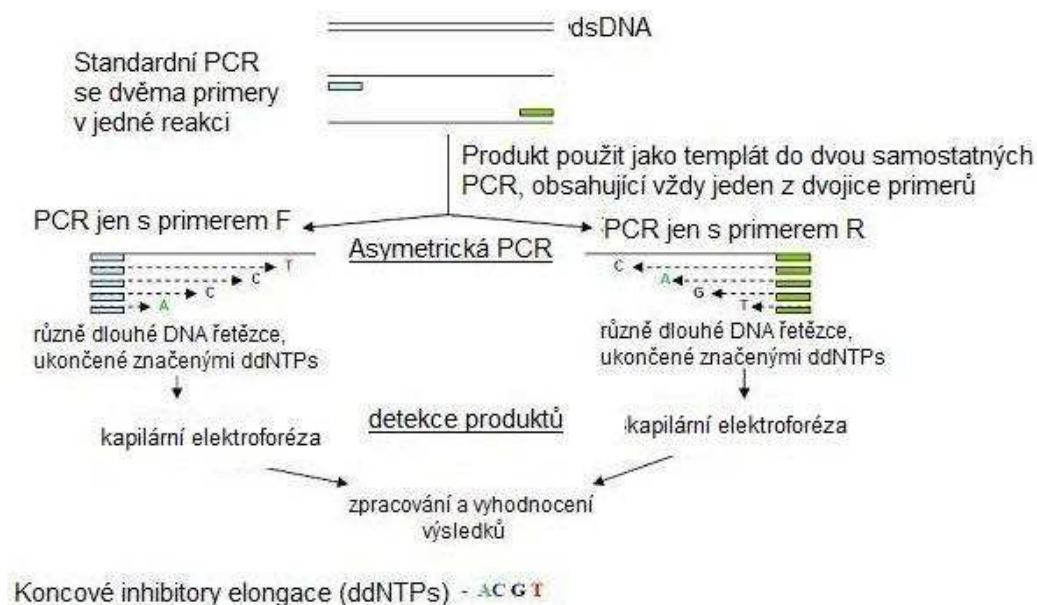 dsDNA
Standardní PCR
se dvěma primery
v jedné reakci
Produkt použit jako templát do dvou samostatných
PCR, obsahující vždy jeden z dvojice primerů
PCR jen s primerem F
Asymetrická PCR
PCR jen s primerem R
T
C
C
A
C
A
G
T
různě dlouhé DNA řetězce,
ukončené značenými ddNTPs
různě dlouhé DNA řetězce,
ukončené značenými ddNTPs
kapilární elektroforéza
detekce produktů
kapilární elektroforéza
zpracování a vyhodnocení
výsledků
Koncové inhibitory elongace (ddNTPs) - A C G T